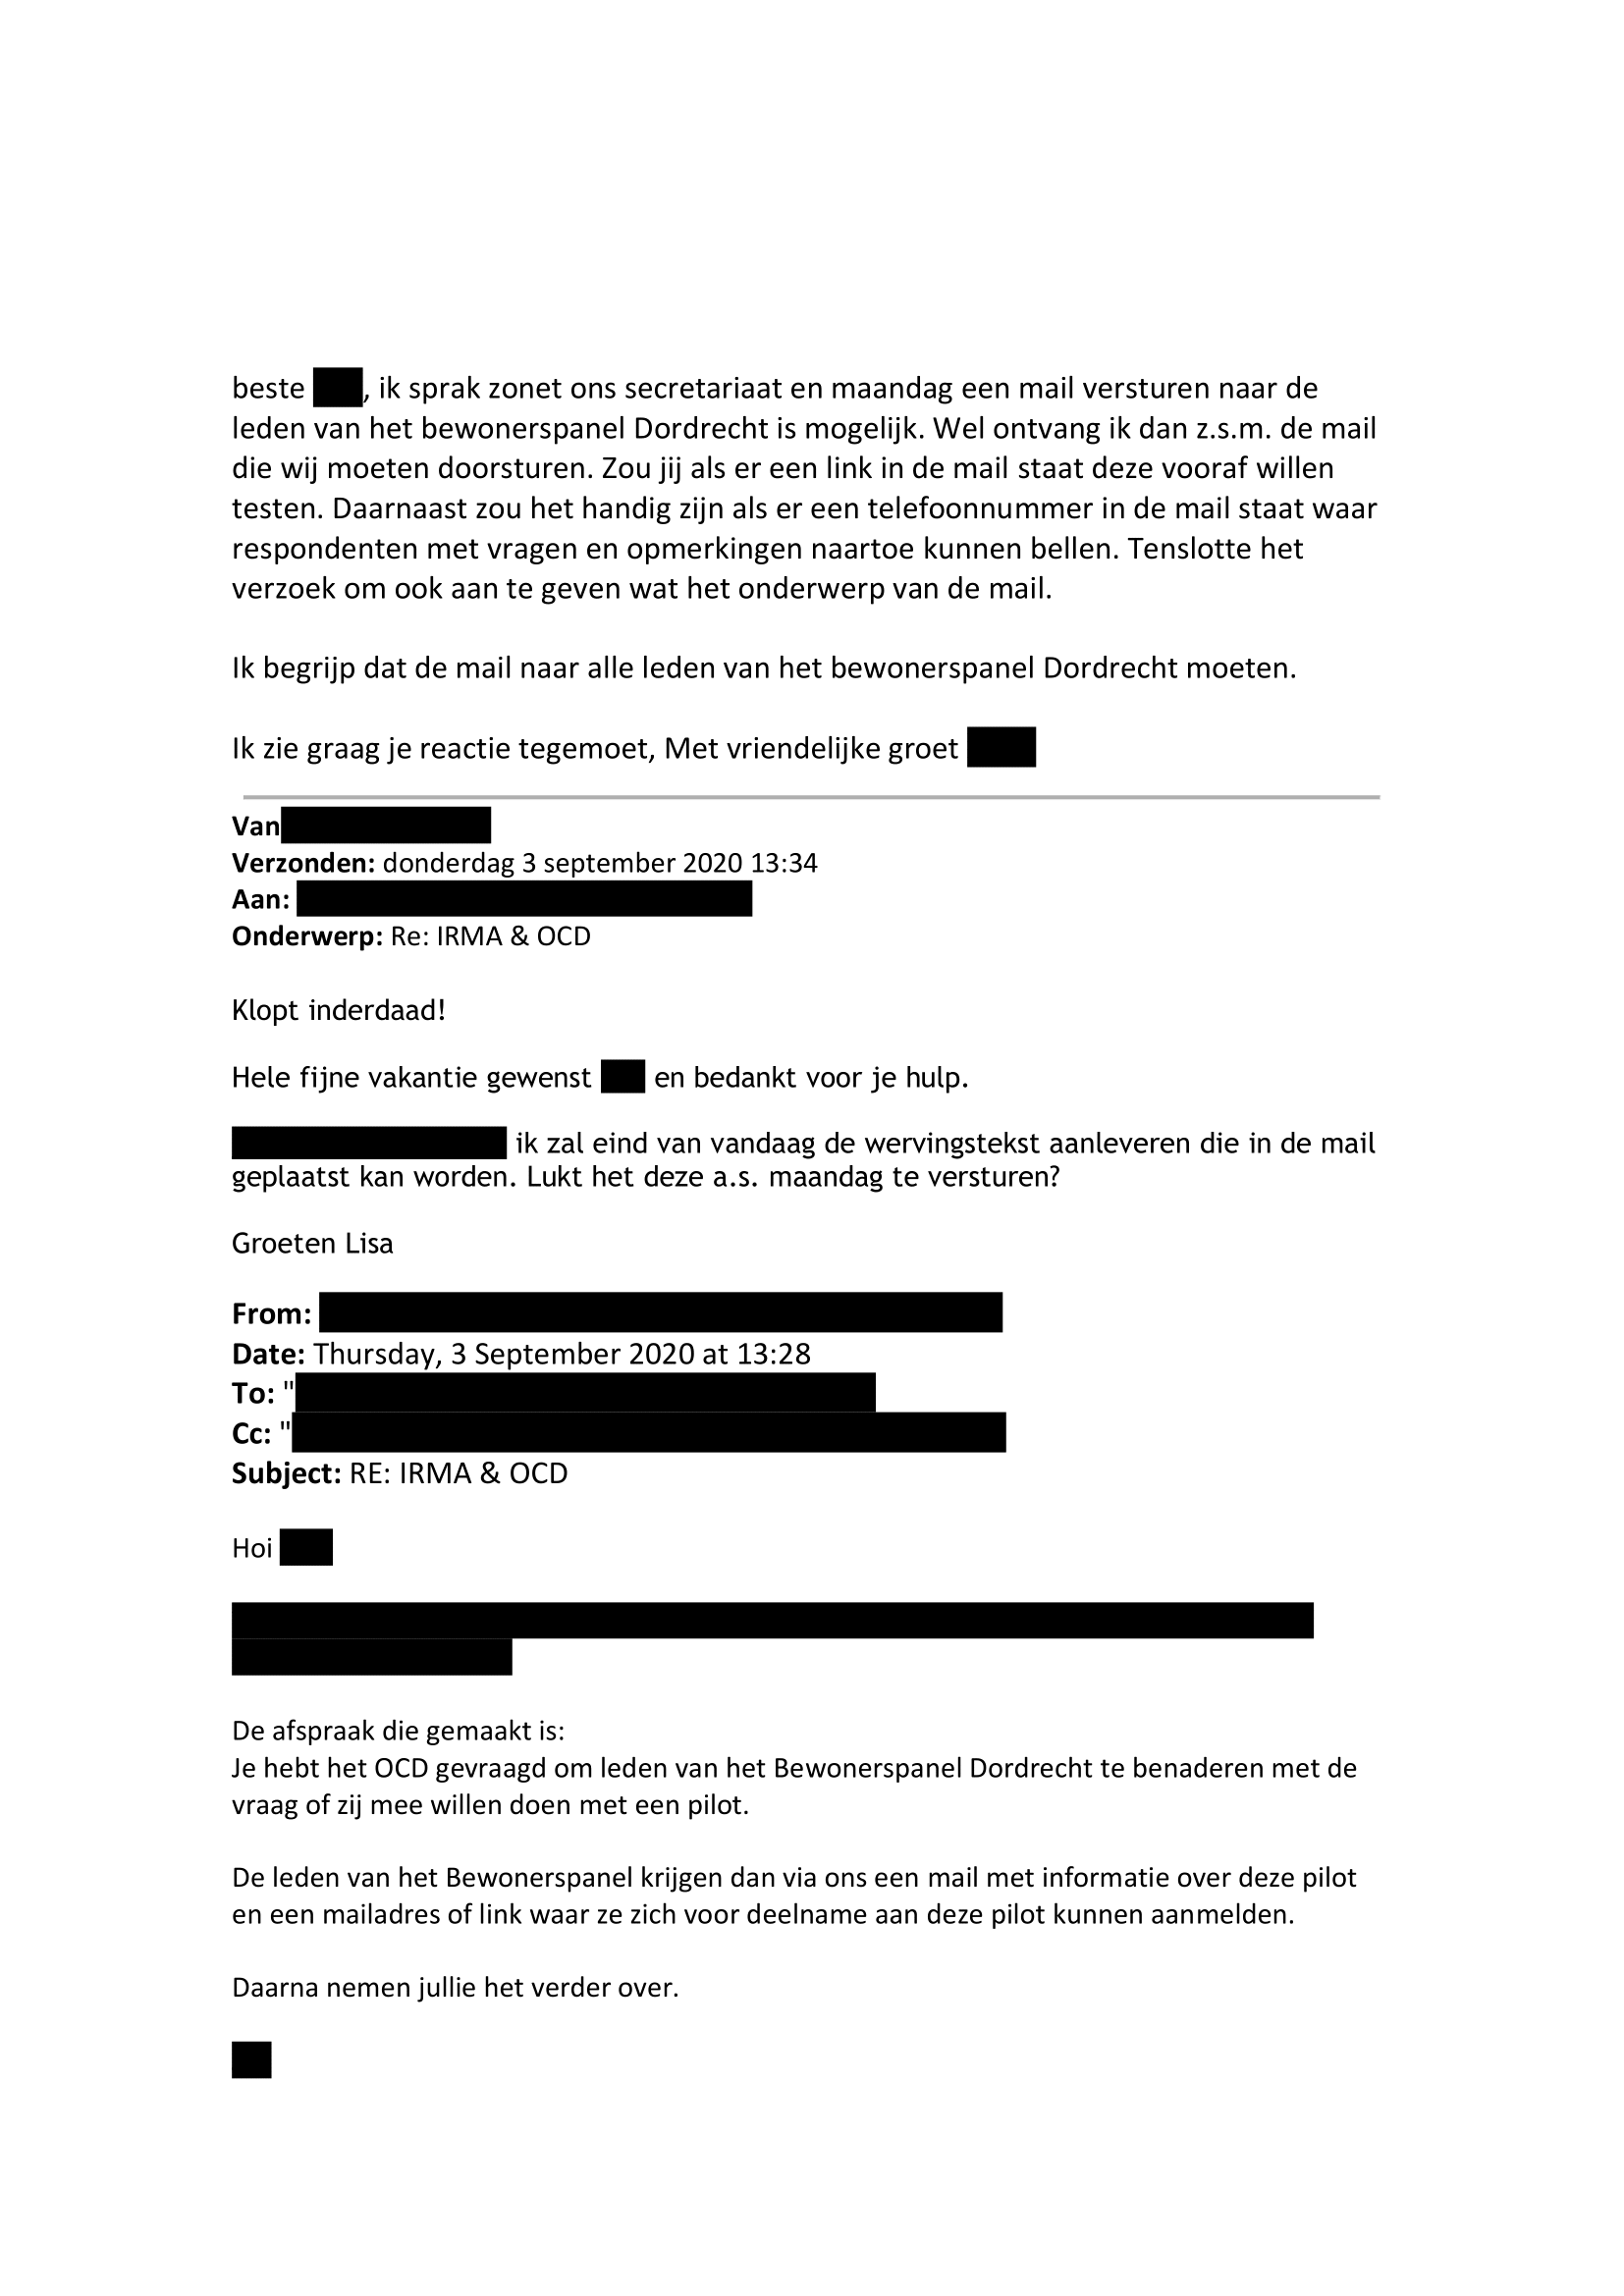 beste , ik sprak zonet ons secretariaat en maandag een mail versturen naar de
leden van het bewonerspanel Dordrecht is mogelijk. Wel ontvang ik dan z.s.m. de mail
die wij moeten doorsturen. Zou jij als er een link in de mail staat deze vooraf willen
testen. Daarnaast zou het handig zijn als er een telefoonnummer in de mail staat waar
respondenten met vragen en opmerkingen naartoe kunnen bellen. Tenslotte het
verzoek om ook aan te geven wat het onderwerp van de mail.
Ik begrijp dat de mail naar alle leden van het bewonerspanel Dordrecht moeten.
Ik zie graag je reactie tegemoet, Met vriendelijke groet
Van
Verzonden: donderdag 3 september 2020 13:34
Aan:
Onderwerp: Re: IRMA & OCD
Klopt inderdaad!
Hele fijne vakantie gewenst en bedankt voor je hulp.
ik zal eind van vandaag de wervingstekst aanleveren die in de mail
geplaatst kan worden. Lukt het deze a.s. maandag te versturen?
Groeten Lisa
From:
Date: Thursday, 3 September 2020 at 13:28
To: "
Cc: "
Subject: RE: IRMA & OCD
Hoi
De afspraak die gemaakt is:
Je hebt het OCD gevraagd om leden van het Bewonerspanel Dordrecht te benaderen met de
vraag of zij mee willen doen met een pilot.
De leden van het Bewonerspanel krijgen dan via ons een mail met informatie over deze pilot
en een mailadres of link waar ze zich voor deelname aan deze pilot kunnen aanmelden.
Daarna nemen jullie het verder over.